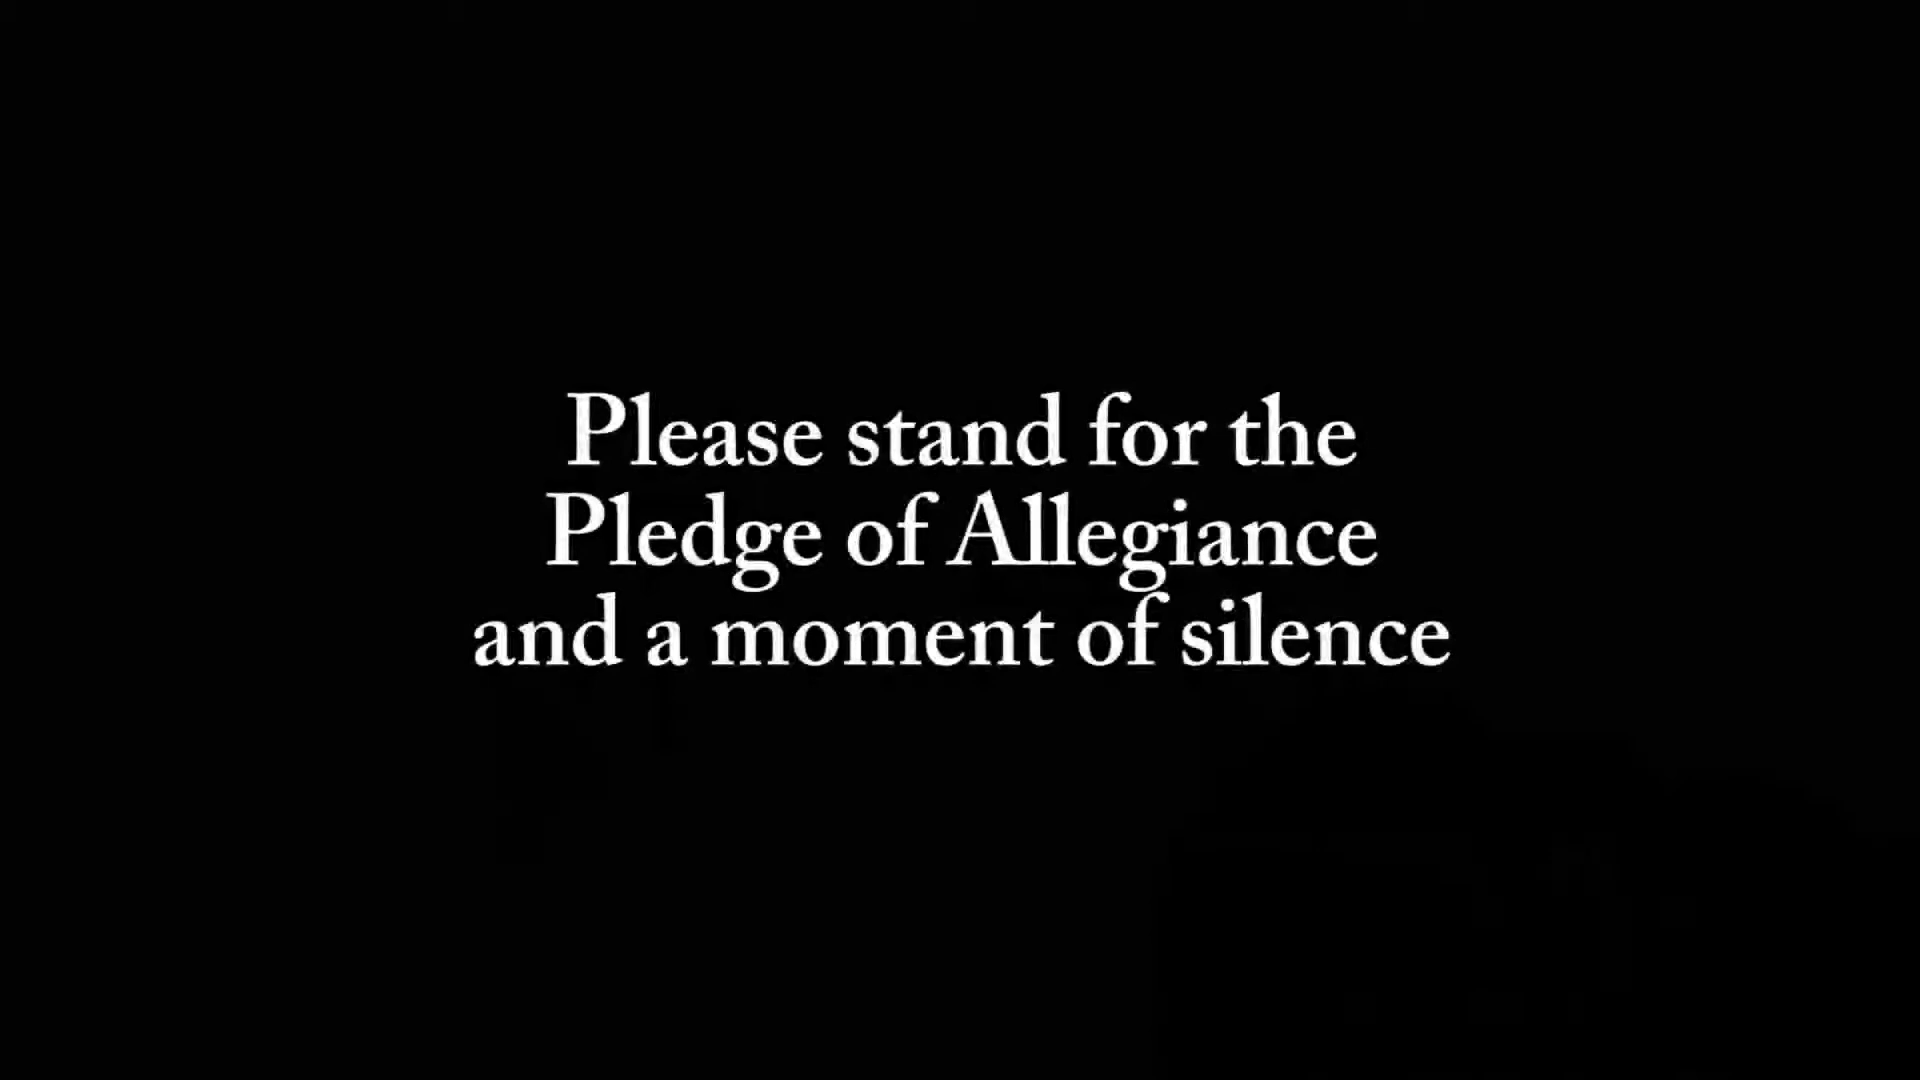 Please stand for the
Pledge of Allegiance
and a moment of silence